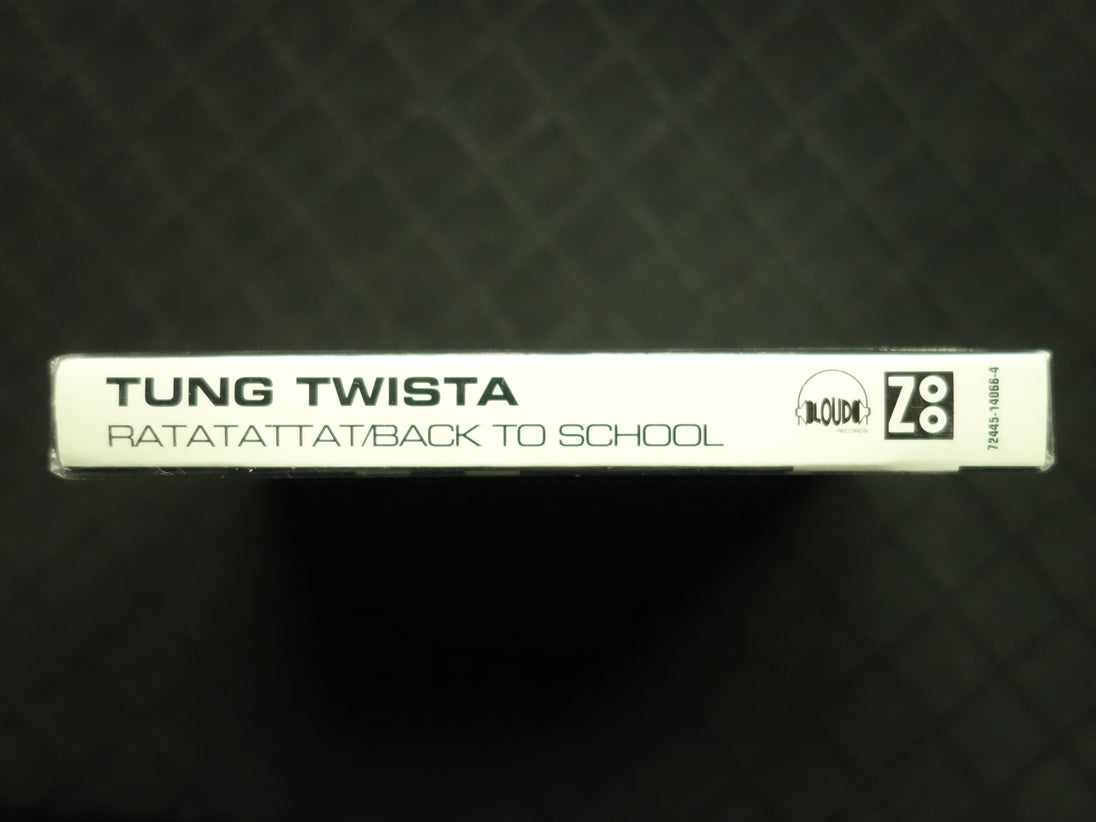 TUNG TWISTA
RATATATTAT/BACK TO SCHOOL
LOUD
RECORDS
ZOO
72445-14066-4